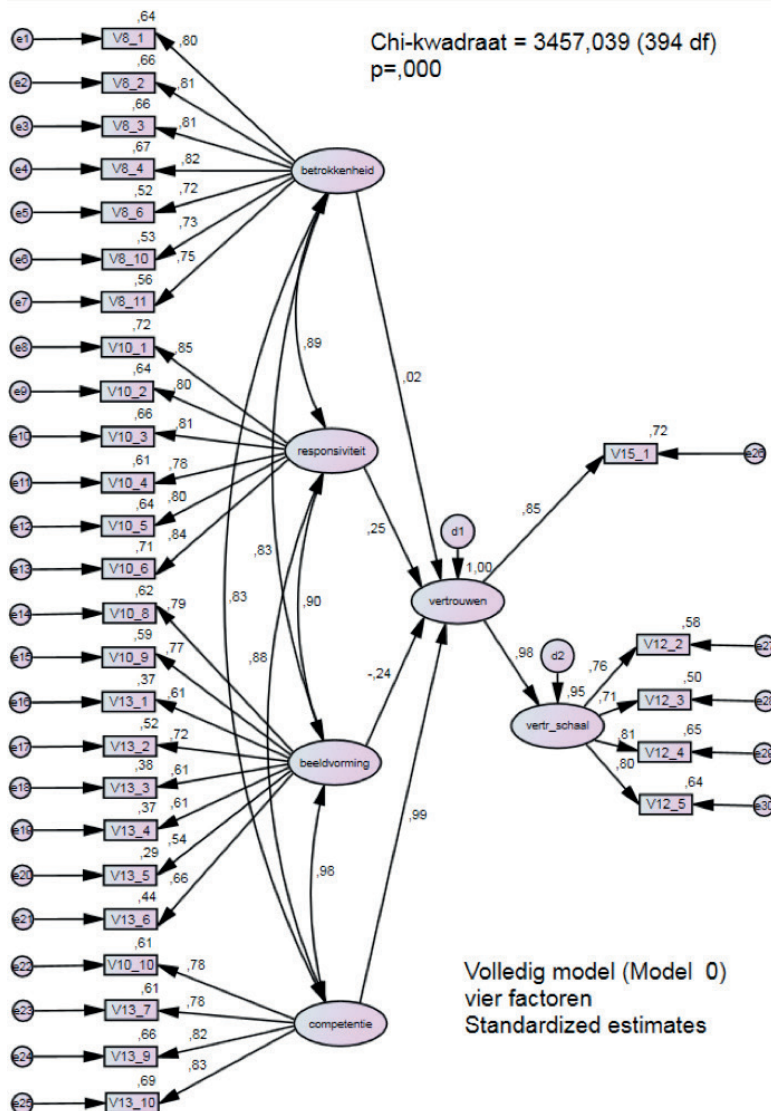 Chi-kwadraat = 3457,039 (394 df)
p=,000
,64
e1 V8_1 ,80
,66
e2 V8_2 ,81
,66
e3 V8_3 ,81
,67
e4 V8_4 ,82
,52
e5 V8_6 ,72
,53
e6 V8_10 ,73
,56
e7 V8_11 ,75
betrokkenheid
,72
e8 V10_1 ,85
,64
e9 V10_2 ,80
,66
e10 V10_3 ,81
,61
e11 V10_4 ,78
,64
e12 V10_5 ,80
,71
e13 V10_6 ,84
responsiviteit
,62
e14 V10_8 ,79
,59
e15 V10_9 ,77
,37
e16 V13_1 ,61
,52
e17 V13_2 ,72
,38
e18 V13_3 ,61
,37
e19 V13_4 ,61
,29
e20 V13_5 ,54
,44
e21 V13_6 ,66
beeldvorming
,61
e22 V10_10 ,78
,61
e23 V13_7 ,78
,66
e24 V13_9 ,82
,69
e25 V13_10 ,83
competentie
,89
,83
,83
,90
,88
,98
,02
,25
-,24
,99
d1
1,00
vertrouwen
,85
,72
V15_1 e26
,98
d2
,95
vertr_schaal
,58
,76 V12_2 e27
,50
,71 V12_3 e28
,65
,81 V12_4 e29
,64
,80 V12_5 e30
Volledig model (Model 0)
vier factoren
Standardized estimates